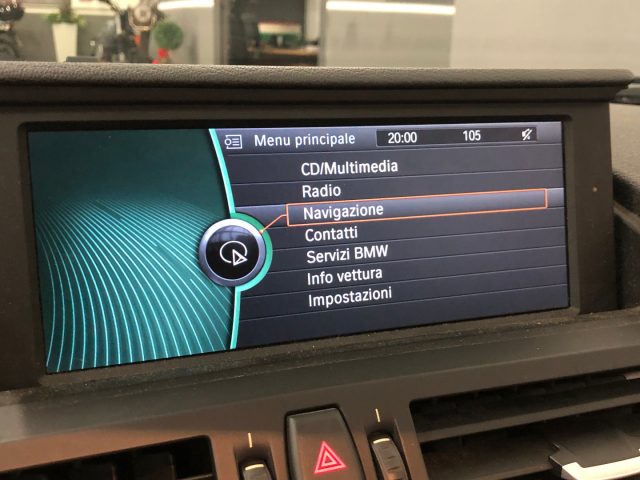 Menu principale 20:00 105
CD/Multimedia
Radio
Navigazione
Contatti
Servizi BMW
Info vettura
Impostazioni